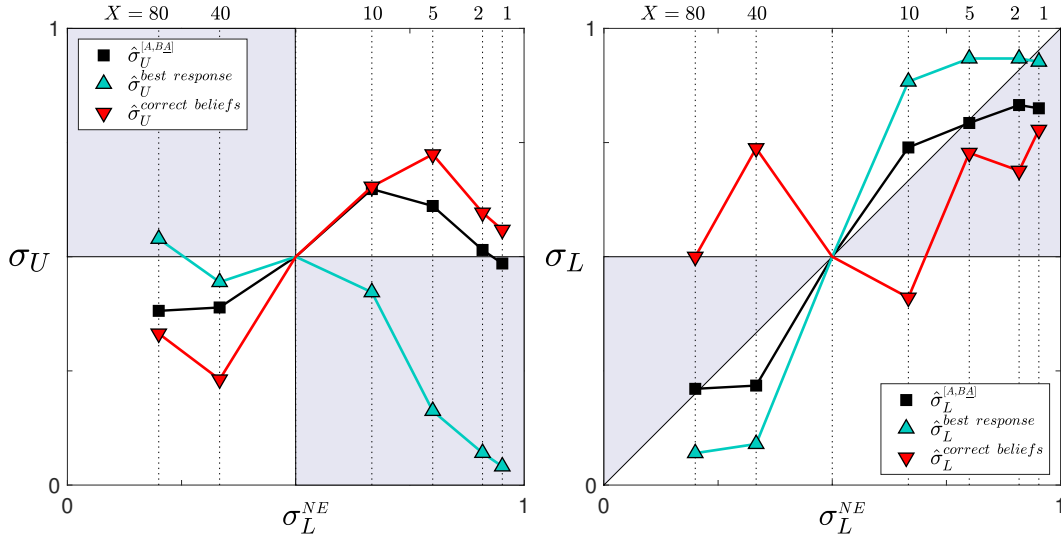 X = 80 40 10 5 2 1
1
σ̂_U^{[A,BA̲]}
σ̂_U^{best response}
σ̂_U^{correct beliefs}
σ_U
0
0 σ_L^{NE} 1
X = 80 40 10 5 2 1
1
σ_L
σ̂_L^{[A,BA̲]}
σ̂_L^{best response}
σ̂_L^{correct beliefs}
0
0 σ_L^{NE} 1